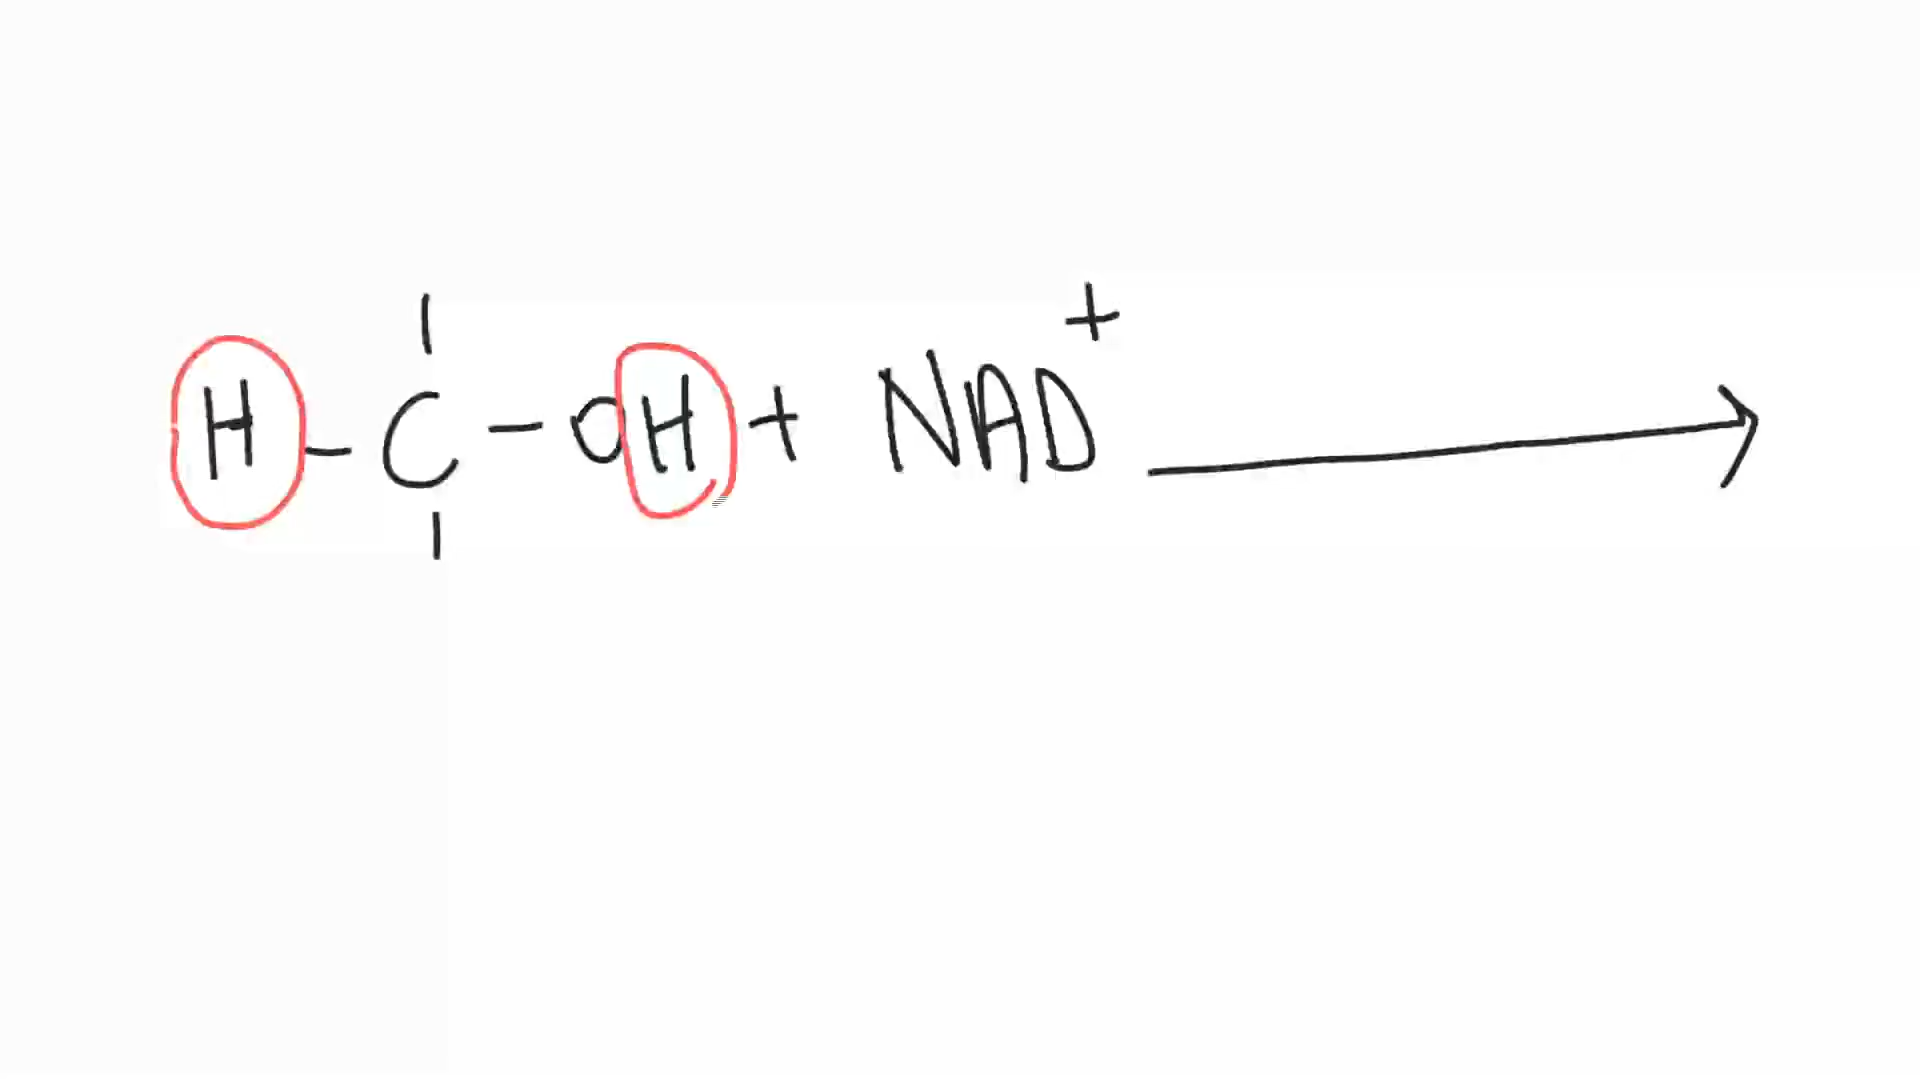 H-C-OH + NAD+ →